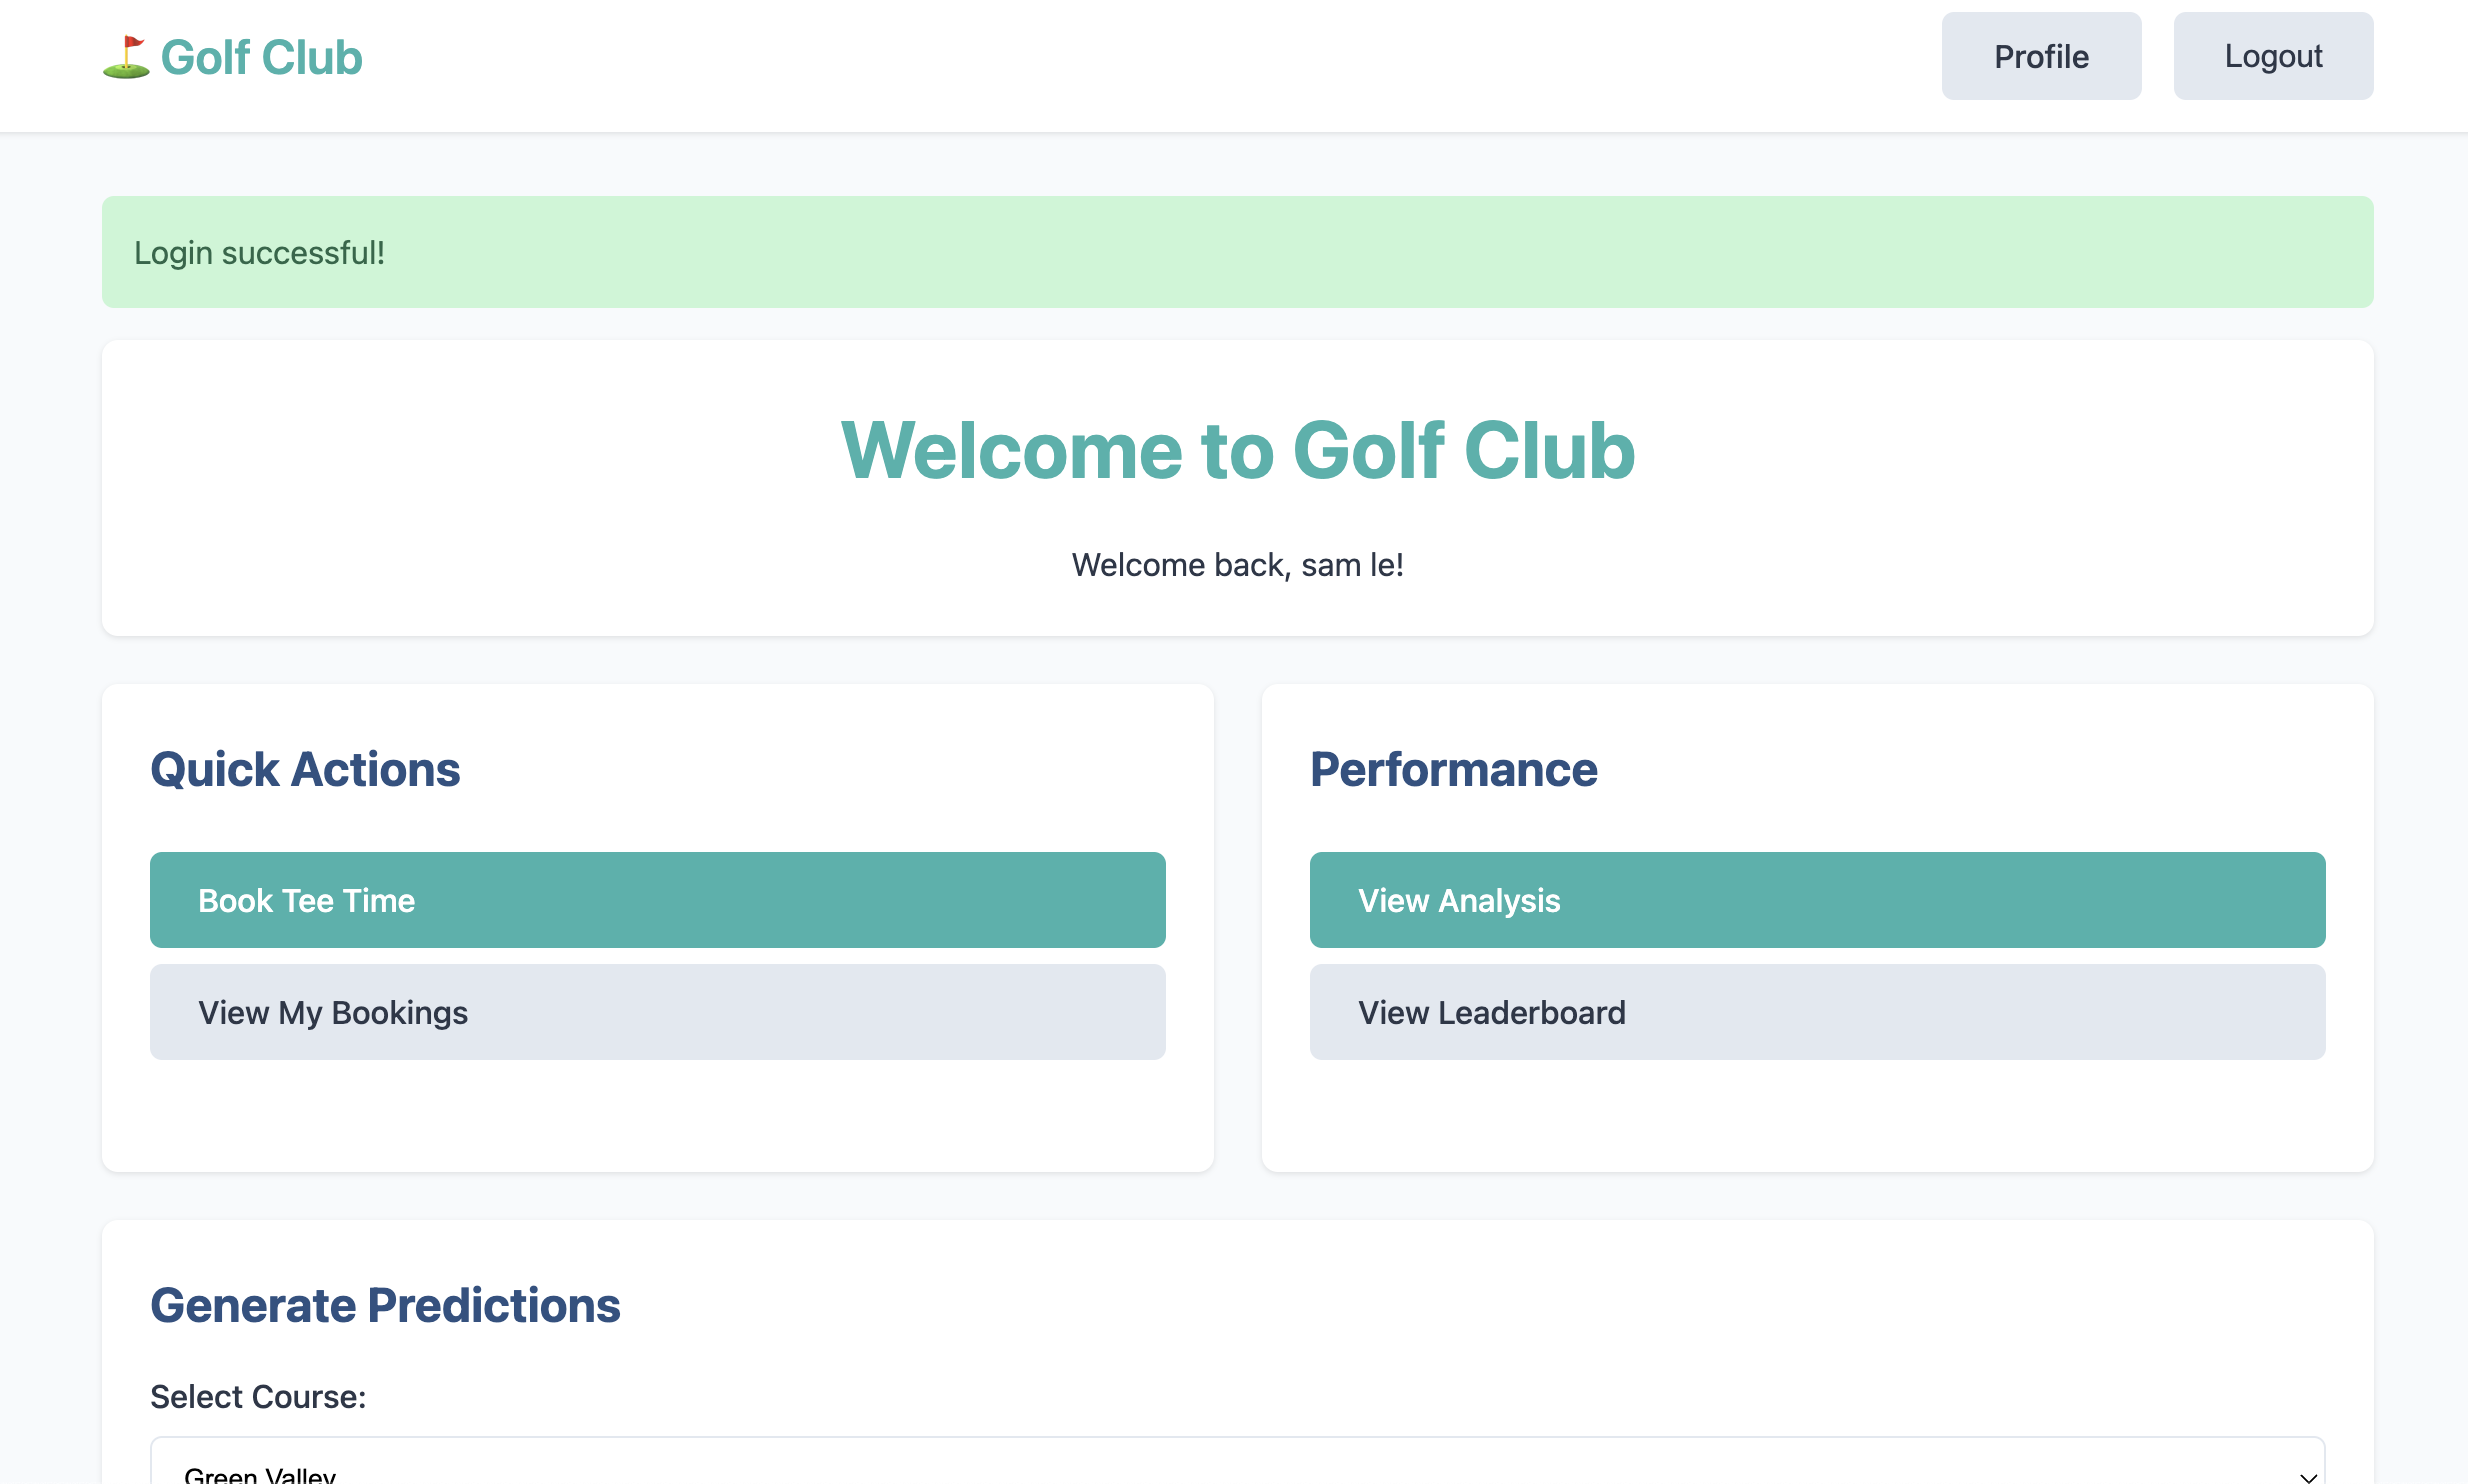 Golf Club
Profile
Logout
Login successful!
Welcome to Golf Club
Welcome back, sam le!
Quick Actions
Book Tee Time
View My Bookings
Performance
View Analysis
View Leaderboard
Generate Predictions
Select Course:
Green Valley